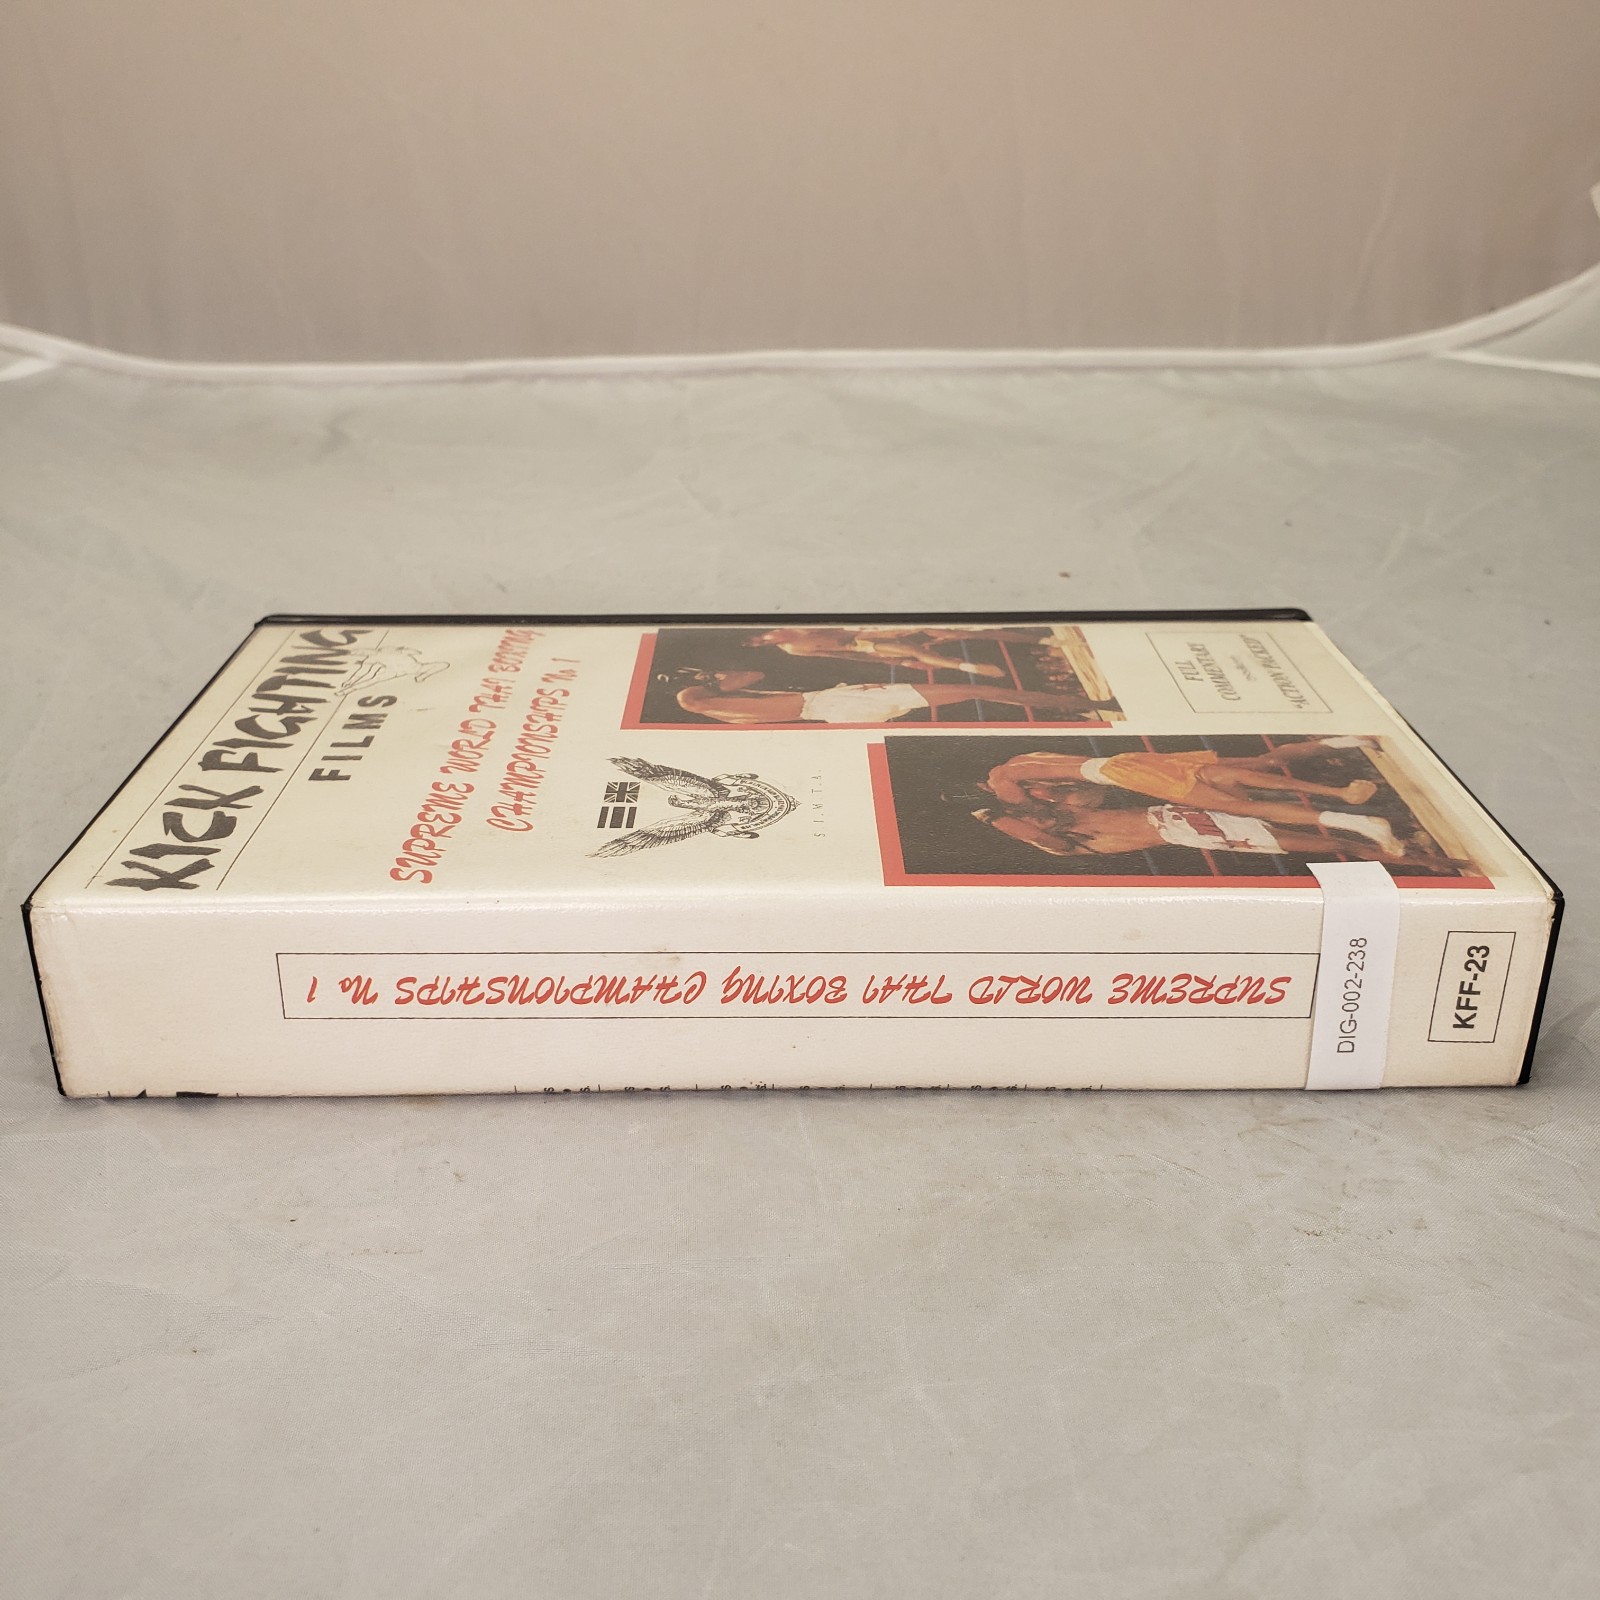 KICK FIGHTING
FILMS
SUPREME WORLD THAI BOXING
CHAMPIONSHIPS No 1
S.I.M.T.A.
FULL
COMMENTARY
"ACTION PACKED"
SUPREME WORLD THAI BOXING CHAMPIONSHIPS No 1
DIG-002-238
KFF-23